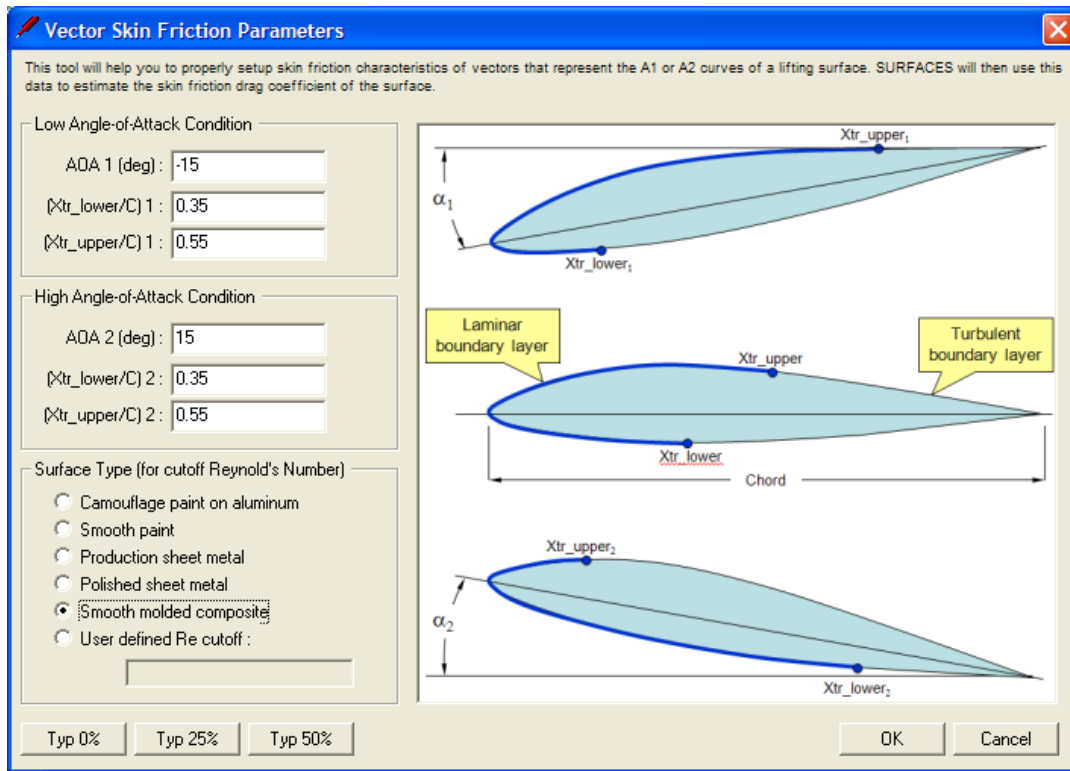 Vector Skin Friction Parameters
This tool will help you to properly setup skin friction characteristics of vectors that represent the A1 or A2 curves of a lifting surface. SURFACES will then use this
data to estimate the skin friction drag coefficient of the surface.
Low Angle-of-Attack Condition
AOA 1 (deg) : -15
(Xtr_lower/C) 1 : 0.35
(Xtr_upper/C) 1 : 0.55
High Angle-of-Attack Condition
AOA 2 (deg) : 15
(Xtr_lower/C) 2 : 0.35
(Xtr_upper/C) 2 : 0.55
Surface Type (for cutoff Reynold's Number)
Camouflage paint on aluminum
Smooth paint
Production sheet metal
Polished sheet metal
Smooth molded composite
User defined Re cutoff :
Xtr_upper₁
α₁
Xtr_lower₁
Laminar
boundary layer
Turbulent
boundary layer
Xtr_upper
Xtr_lower
Chord
Xtr_upper₂
α₂
Xtr_lower₂
Typ 0%
Typ 25%
Typ 50%
OK
Cancel